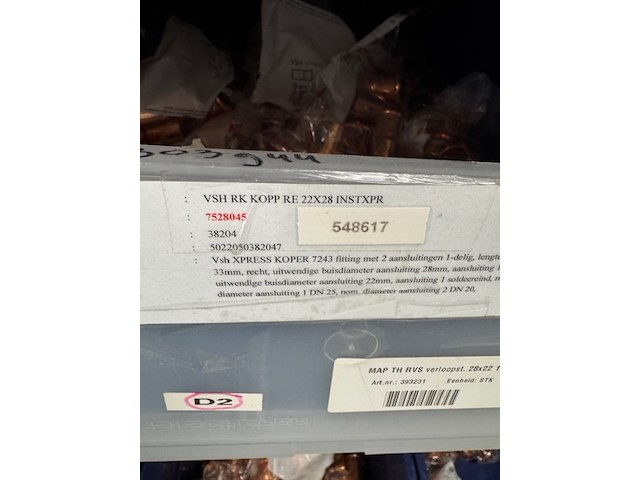 303944
: VSH RK KOPP RE 22X28 INSTXPR
: 7528045
548617
: 38204
: 5022050382047
: Vsh XPRESS KOPER 7243 fitting met 2 aansluitingen 1-delig, lengte
33mm, recht, uitwendige buisdiameter aansluiting 28mm, aansluiting 1
uitwendige buisdiameter aansluiting 22mm, aansluiting 1 soldeereind,
diameter aansluiting 1 DN 25, nom. diameter aansluiting 2 DN 20,
MAP TH RVS verloopst. 28x22
Art.nr.: 393231 Eenheid: STK
D2